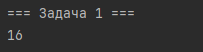 === Задача 1 ===
16